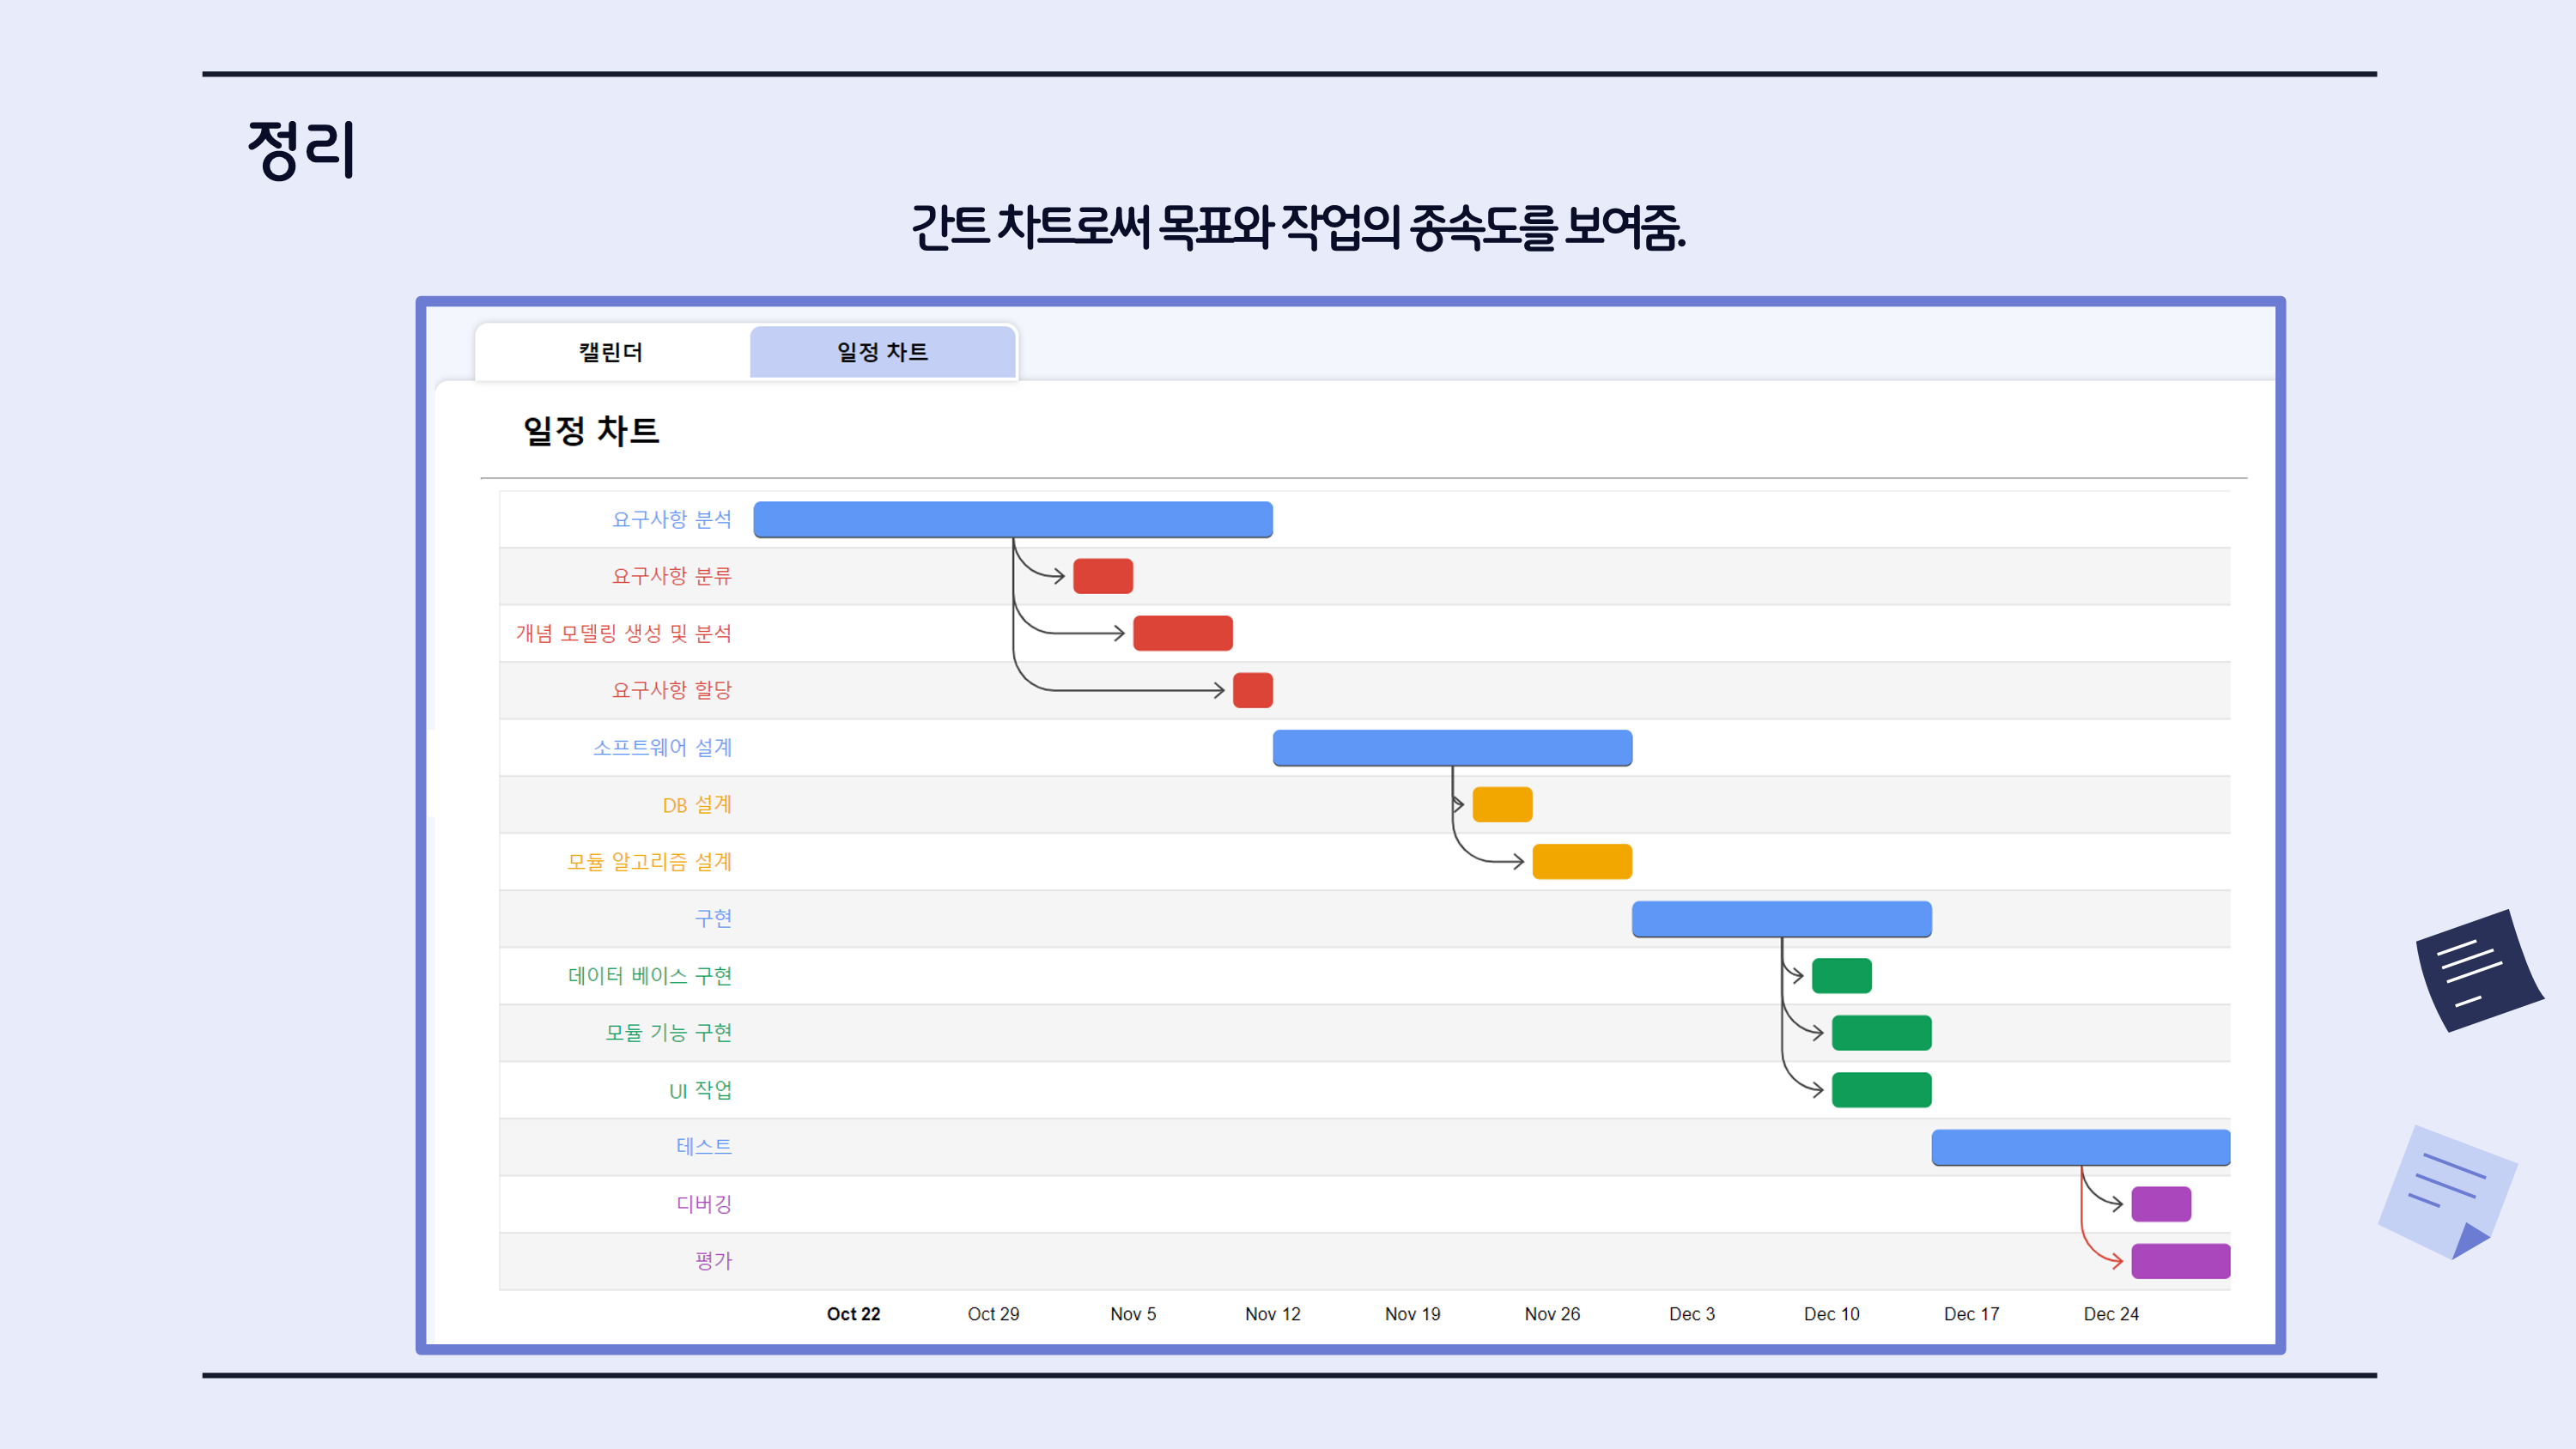 정리
간트 차트로써 목표와 작업의 종속도를 보여줌.
캘린더
일정 차트
일정 차트
요구사항 분석
요구사항 분류
개념 모델링 생성 및 분석
요구사항 할당
소프트웨어 설계
DB 설계
모듈 알고리즘 설계
구현
데이터 베이스 구현
모듈 기능 구현
UI 작업
테스트
디버깅
평가
Oct 22 Oct 29 Nov 5 Nov 12 Nov 19 Nov 26 Dec 3 Dec 10 Dec 17 Dec 24